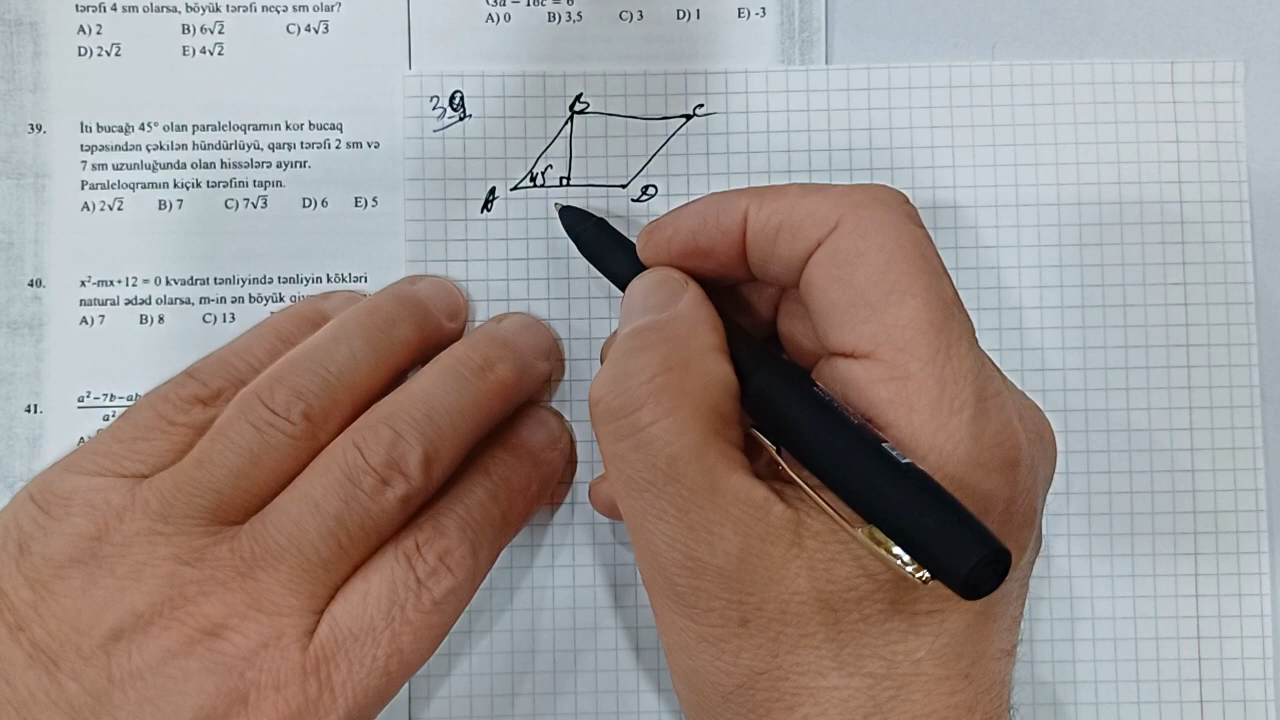 tərəfi 4 sm olarsa, böyük tərəfi neçə sm olar?
A) 2 B) 6√2 C) 4√3
D) 2√2 E) 4√2
39. İti bucağı 45° olan paraleloqramın kor bucaq
təpəsindən çəkilən hündürlüyü, qarşı tərəfi 2 sm və
7 sm uzunluğunda olan hissələrə ayırır.
Paraleloqramın kiçik tərəfini tapın.
A) 2√2 B) 7 C) 7√3 D) 6 E) 5
40. x²-mx+12 = 0 kvadrat tənliyində tənliyin kökləri
natural ədəd olarsa, m-in ən böyük
A) 7 B) 8 C) 13
41. a²-7b-ab
a²
A) 0 B) 3,5 C) 3 D) 1 E) -3
39
B C
45
A D